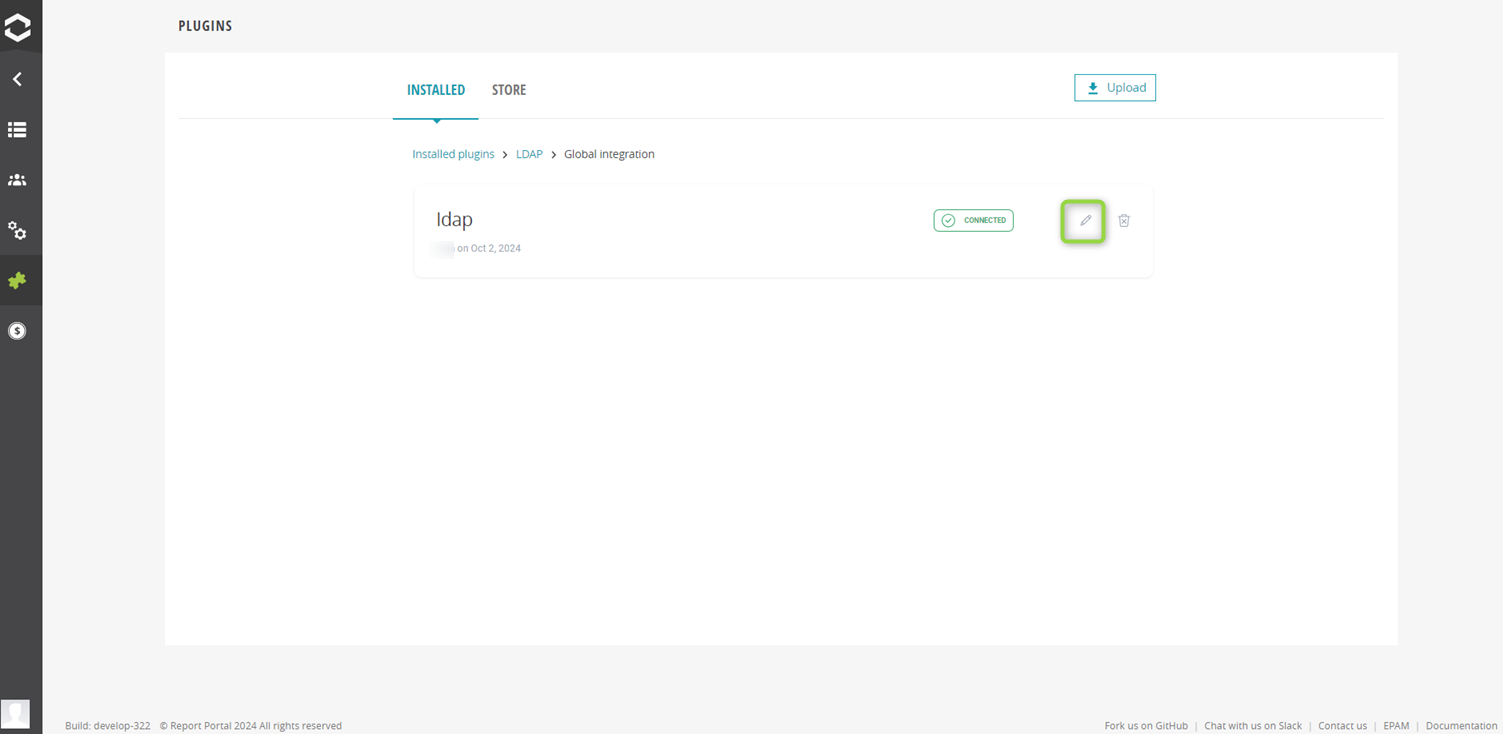 PLUGINS
INSTALLED STORE
Upload
Installed plugins > LDAP > Global integration
ldap
CONNECTED
on Oct 2, 2024
$
Build: develop-322 © Report Portal 2024 All rights reserved
Fork us on GitHub | Chat with us on Slack | Contact us | EPAM | Documentation